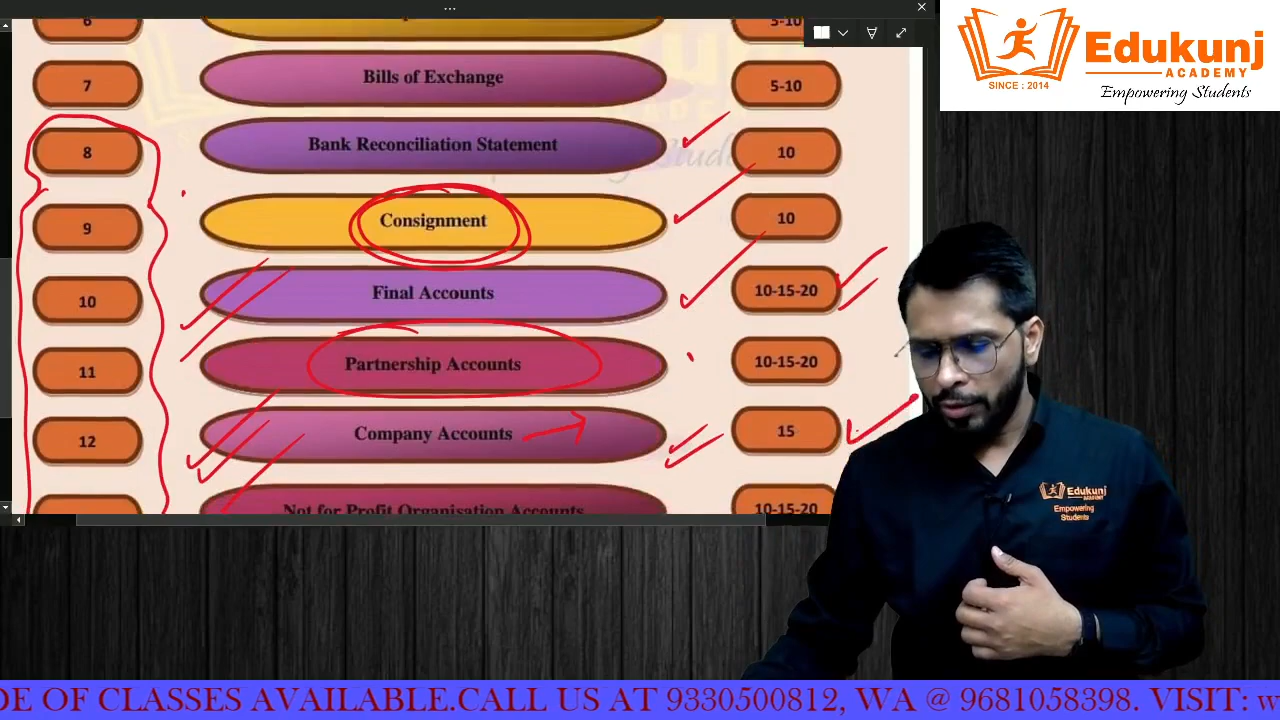 6
5-10
7
Bills of Exchange
5-10
8
Bank Reconciliation Statement
10
9
Consignment
10
10
Final Accounts
10-15-20
11
Partnership Accounts
10-15-20
12
Company Accounts
15
Not for Profit Organisation Accounts
10-15-20
Edukunj
ACADEMY
SINCE : 2014
Empowering Students
Edukunj
Empowering
Students
DE OF CLASSES AVAILABLE.CALL US AT 9330500812, WA @ 9681058398. VISIT: w